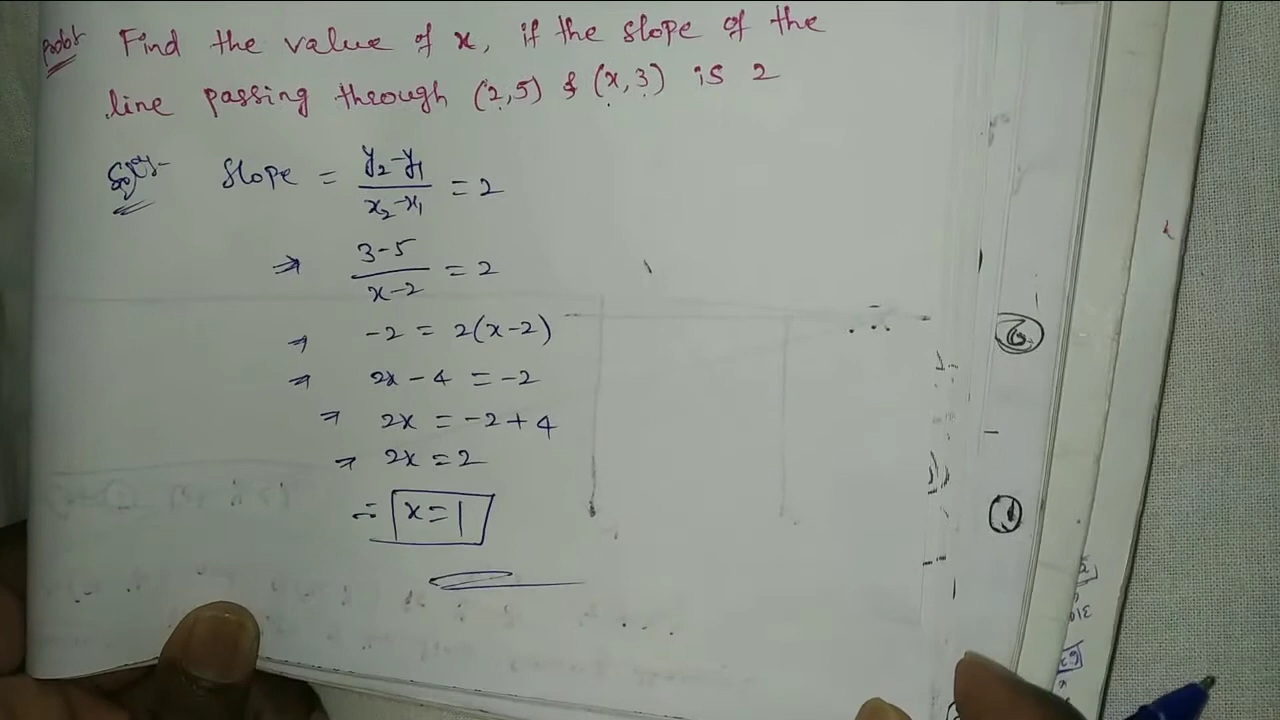 Find the value of x, if the slope of the
line passing through (2,5) & (x,3) is 2
Slope = y₂-y₁/x₂-x₁ = 2
⇒ 3-5/x-2 = 2
⇒ -2 = 2(x-2)
⇒ 2x - 4 = -2
⇒ 2x = -2+4
⇒ 2x = 2
∴ x=1